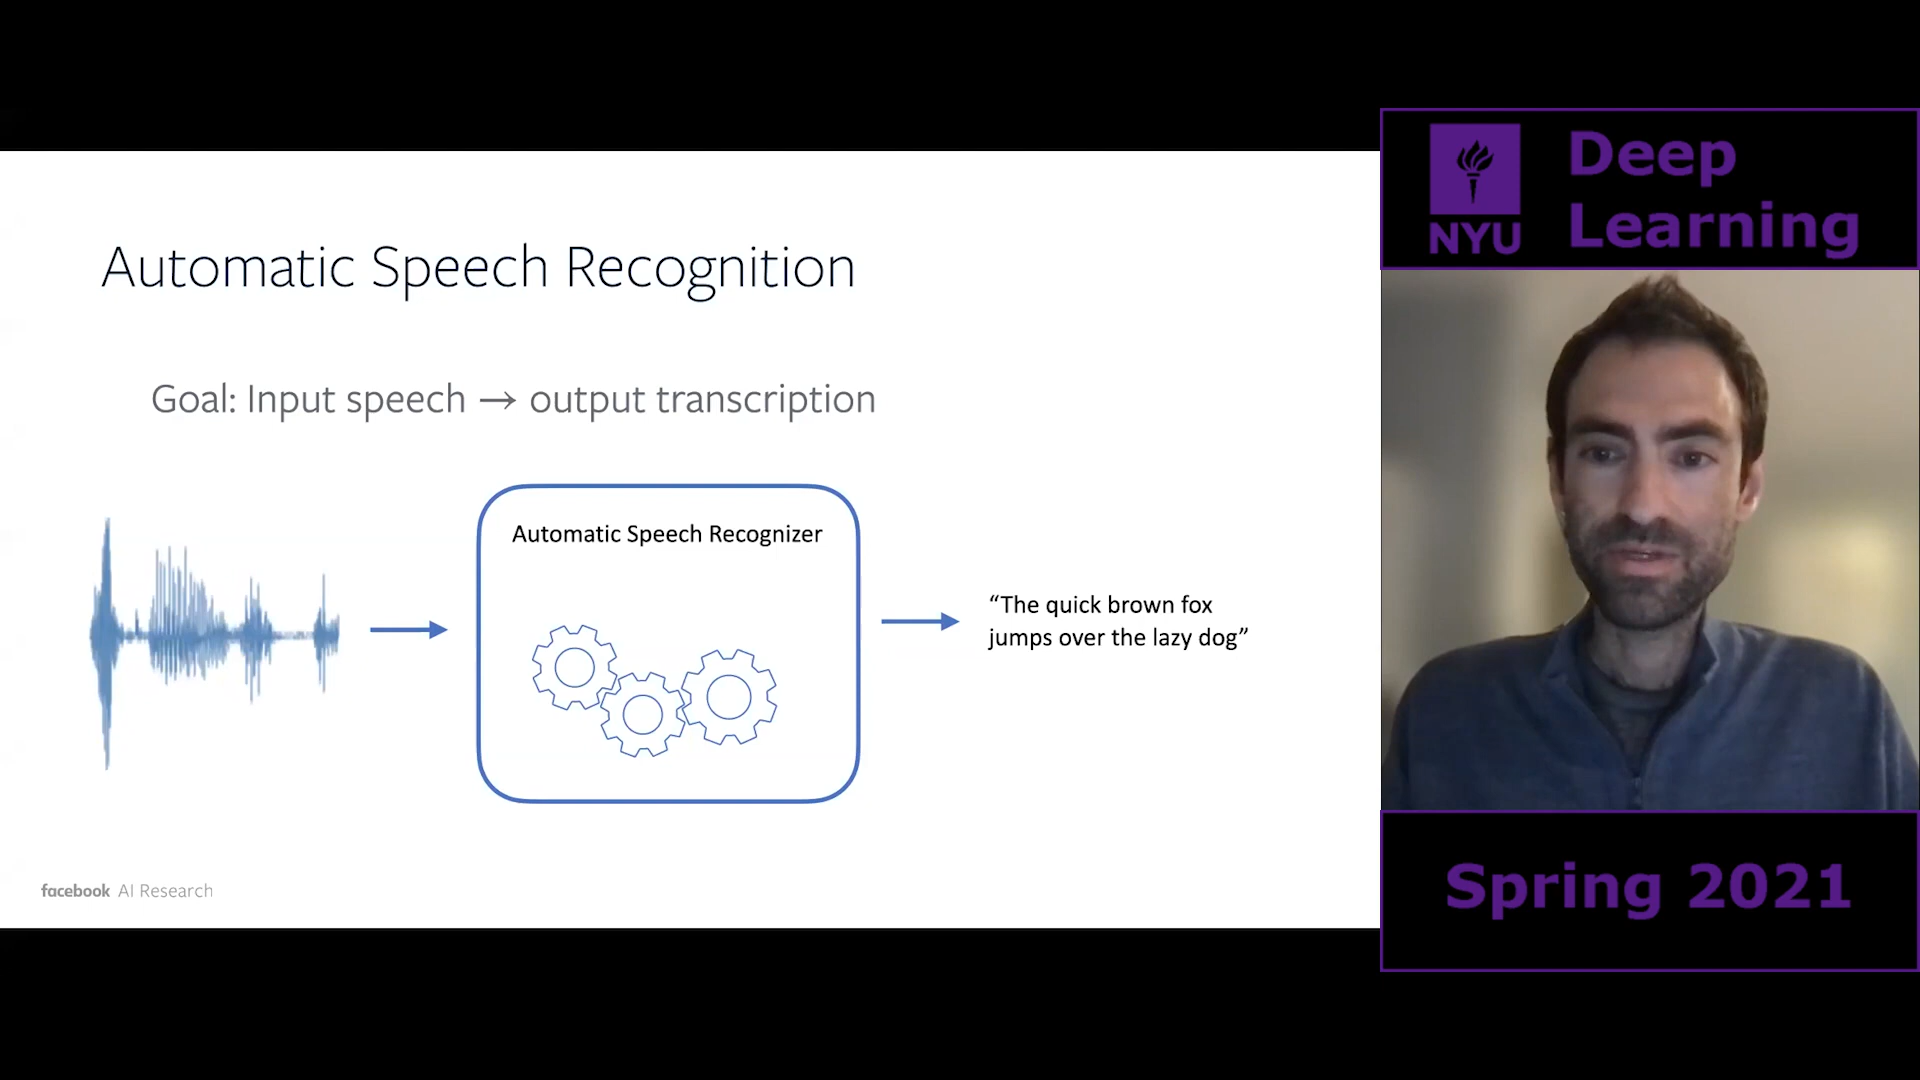 Automatic Speech Recognition
Goal: Input speech → output transcription
Automatic Speech Recognizer
“The quick brown fox
jumps over the lazy dog”
facebook AI Research
NYU
Deep
Learning
Spring 2021